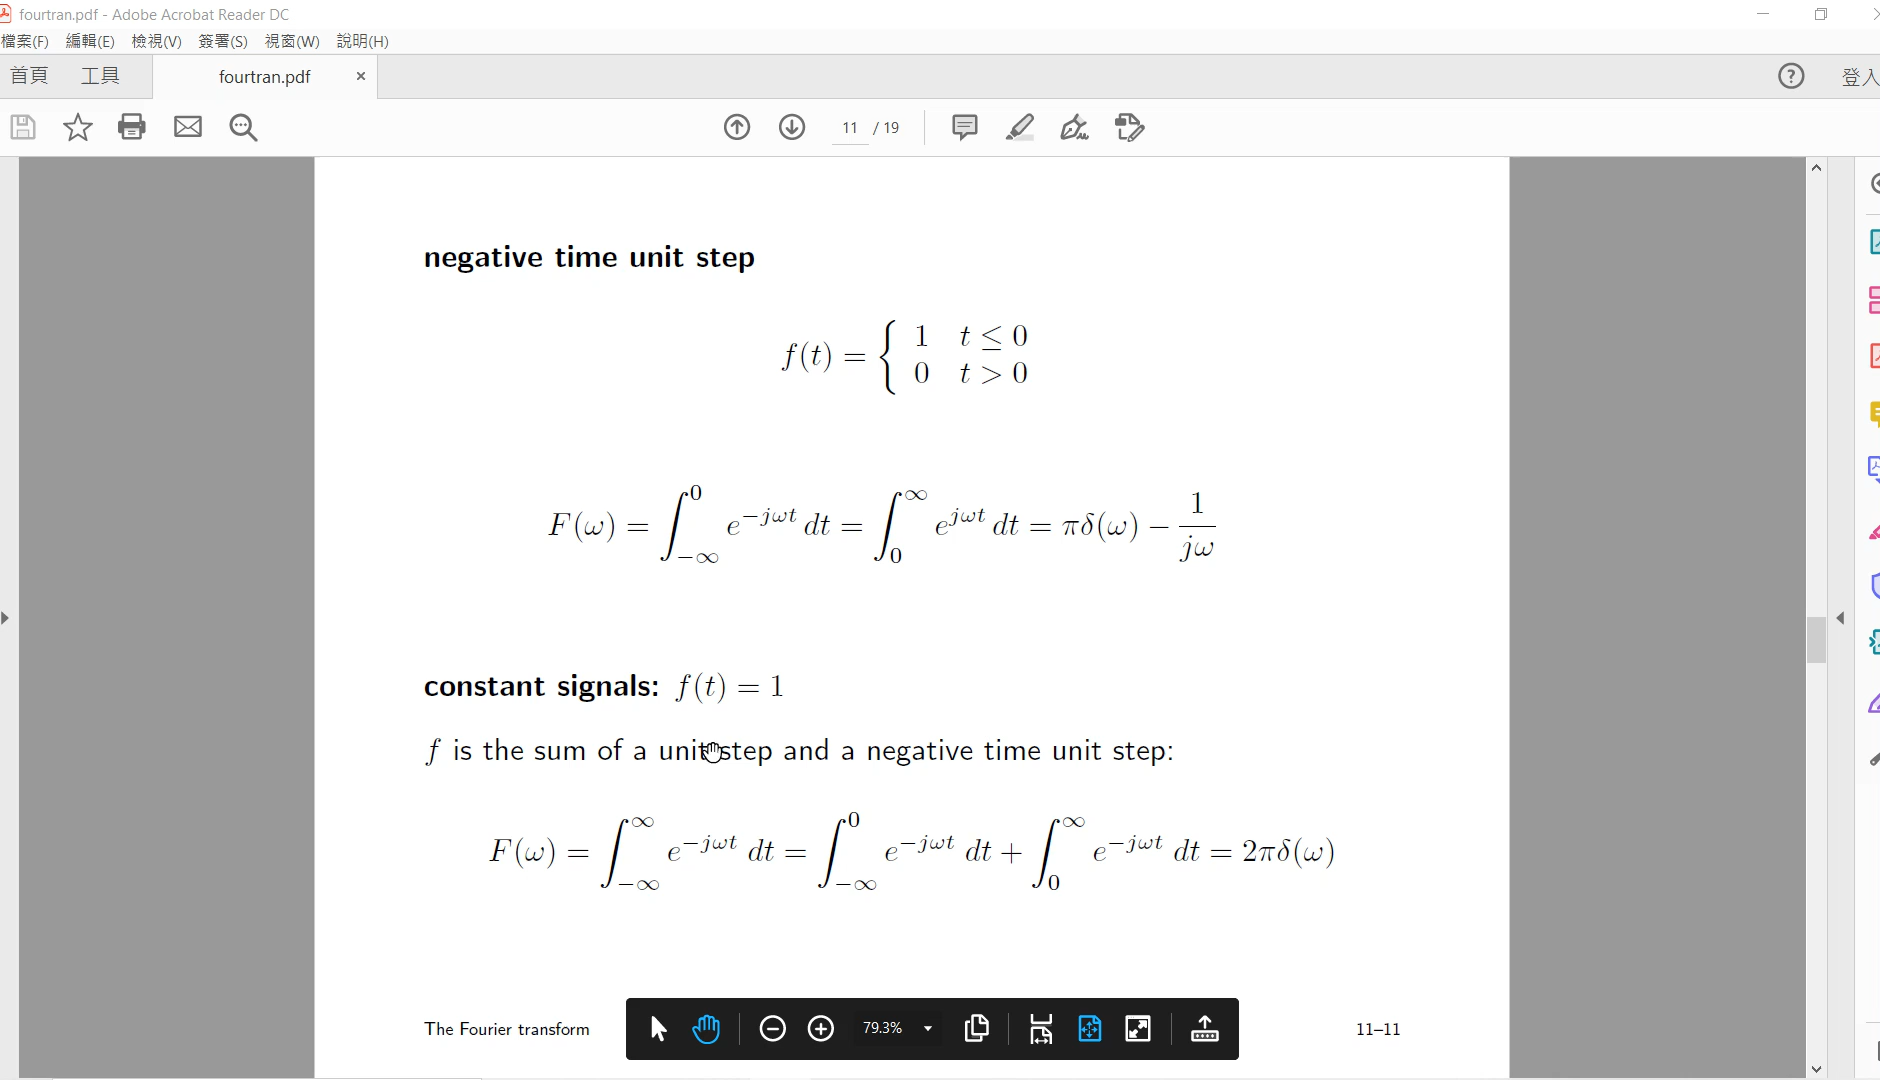 fourtran.pdf - Adobe Acrobat Reader DC
檔案(F) 編輯(E) 檢視(V) 簽署(S) 視窗(W) 說明(H)
首頁 工具 fourtran.pdf × ? 登入
11 / 19
negative time unit step
f(t) = { 1 t ≤ 0
0 t > 0
F(ω) = ∫_{−∞}^{0} e^{−jωt} dt = ∫_{0}^{∞} e^{jωt} dt = πδ(ω) − 1/(jω)
constant signals: f(t) = 1
f is the sum of a unit step and a negative time unit step:
F(ω) = ∫_{−∞}^{∞} e^{−jωt} dt = ∫_{−∞}^{0} e^{−jωt} dt + ∫_{0}^{∞} e^{−jωt} dt = 2πδ(ω)
The Fourier transform
79.3%
11–11